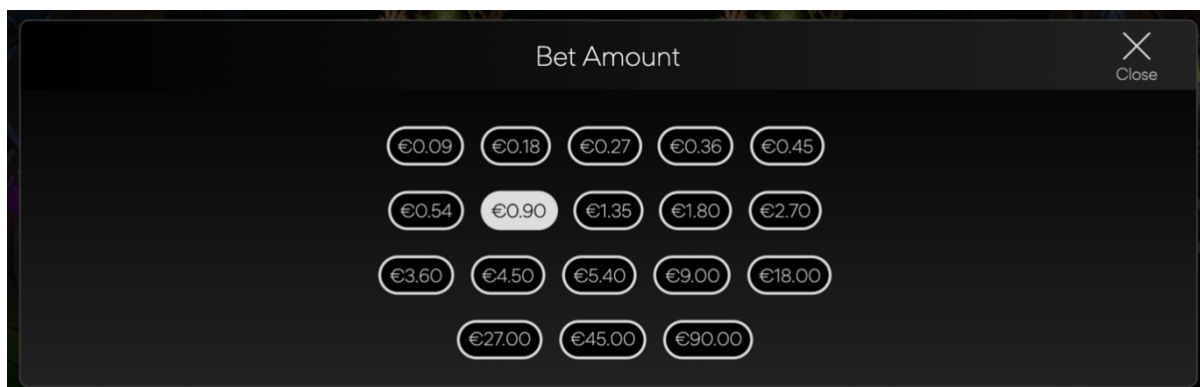 Bet Amount
Close
€0.09 €0.18 €0.27 €0.36 €0.45
€0.54 €0.90 €1.35 €1.80 €2.70
€3.60 €4.50 €5.40 €9.00 €18.00
€27.00 €45.00 €90.00